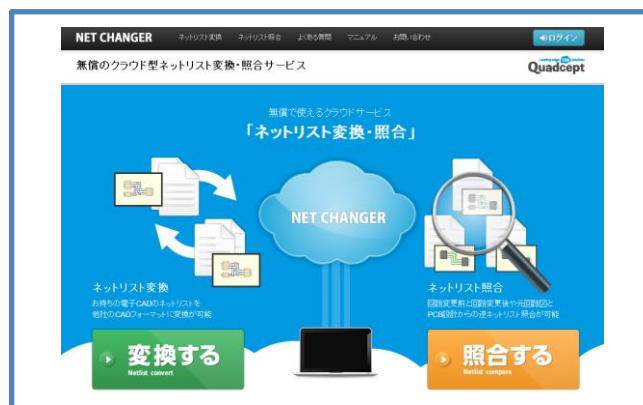 NET CHANGER
ネットリスト変換
ネットリスト照合
よくある質問
マニュアル
お問い合わせ
ログイン
無償のクラウド型ネットリスト変換・照合サービス
Quadcept
無償で使えるクラウドサービス
「ネットリスト変換・照合」
NET CHANGER
ネットリスト変換
お持ちの電子CADのネットリストを
他社のCADフォーマットに変換が可能
ネットリスト照合
回路変更前と回路変更後や元回路図と
PCB設計からの逆ネットリスト照合が可能
変換する
Netlist convert
照合する
Netlist compare